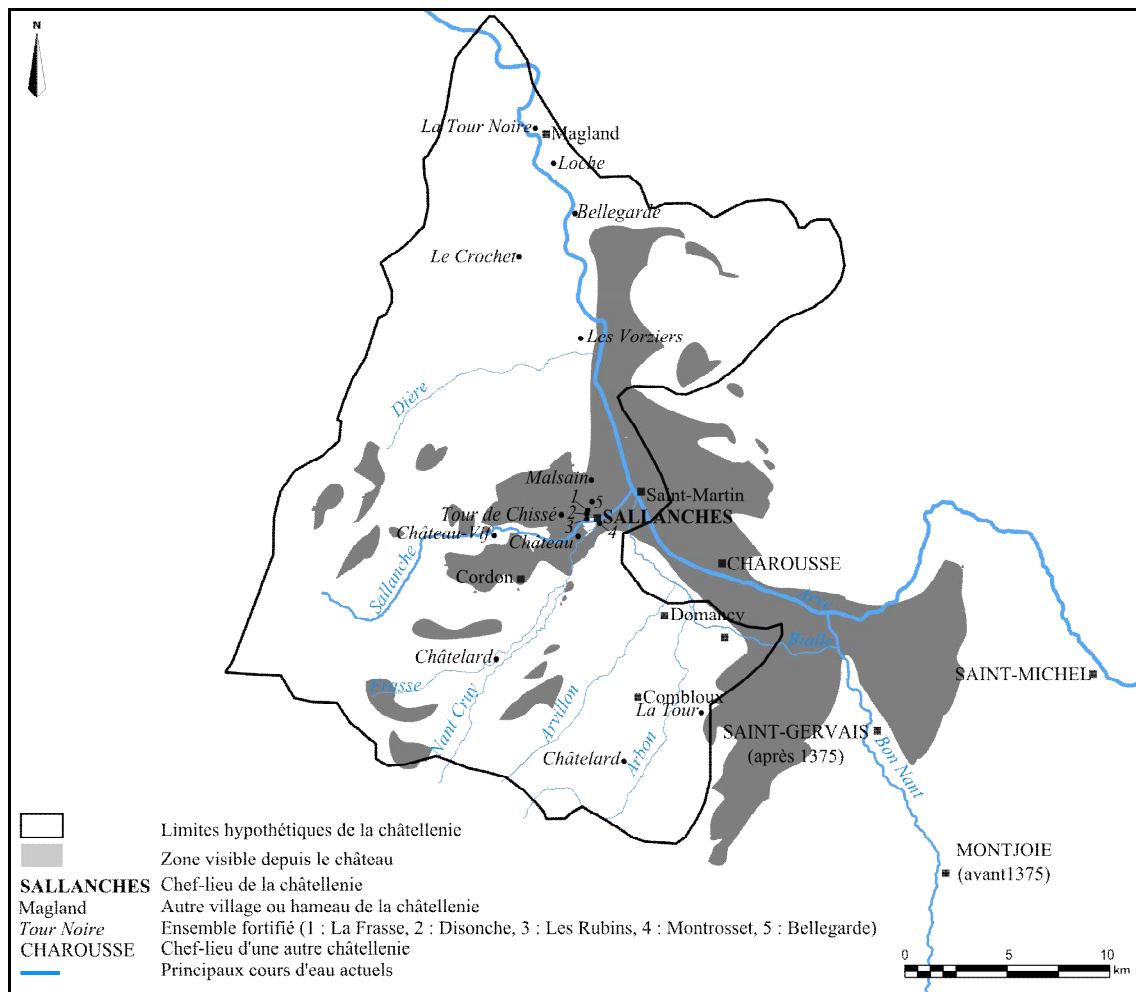 N
La Tour Noire
Magland
Loche
Bellegarde
Le Crochet
Les Vorziers
Dière
Malsain
1
5
Saint-Martin
Tour de Chissé
2
SALLANCHES
3
4
Château-Vif
Chateau
Sallanche
Cordon
CHAROUSSE
Arve
Domancy
Bialle
Châtelard
SAINT-MICHEL
Frasse
Nant Cruy
Arvillon
Combloux
La Tour
Arbon
SAINT-GERVAIS
(après 1375)
Bon Nant
Châtelard
MONTJOIE
(avant1375)
Limites hypothétiques de la châtellenie
Zone visible depuis le château
SALLANCHES Chef-lieu de la châtellenie
Magland Autre village ou hameau de la châtellenie
Tour Noire Ensemble fortifié (1 : La Frasse, 2 : Disonche, 3 : Les Rubins, 4 : Montrosset, 5 : Bellegarde)
CHAROUSSE Chef-lieu d'une autre châtellenie
Principaux cours d'eau actuels
0 5 10
km